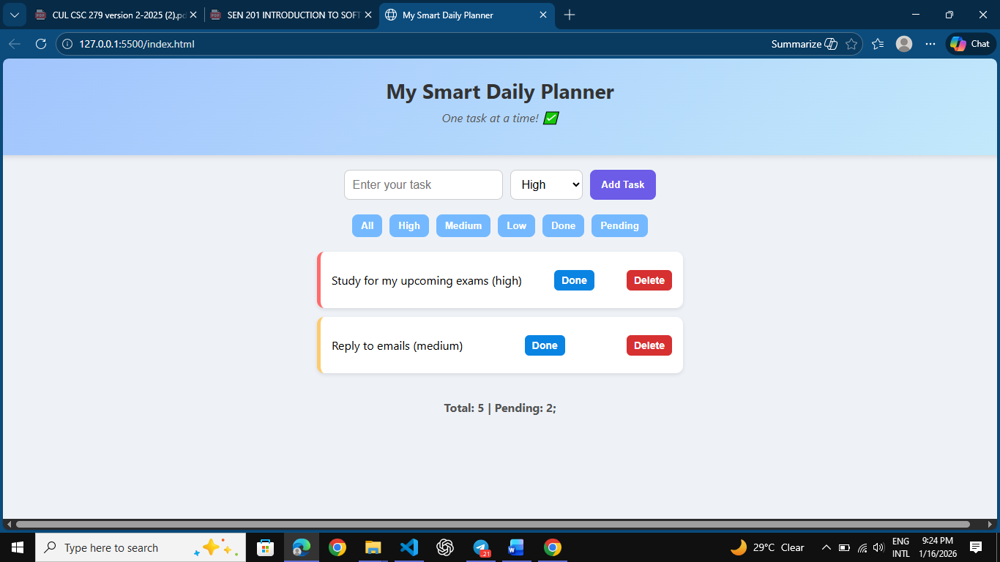 CUL CSC 279 version 2-2025 (2).pd
SEN 201 INTRODUCTION TO SOFT
My Smart Daily Planner
127.0.0.1:5500/index.html
Summarize
Chat
My Smart Daily Planner
One task at a time! ✅
Enter your task
High
Add Task
All
High
Medium
Low
Done
Pending
Study for my upcoming exams (high)
Done
Delete
Reply to emails (medium)
Done
Delete
Total: 5 | Pending: 2;
Type here to search
21
29°C Clear
ENG
INTL
9:24 PM
1/16/2026